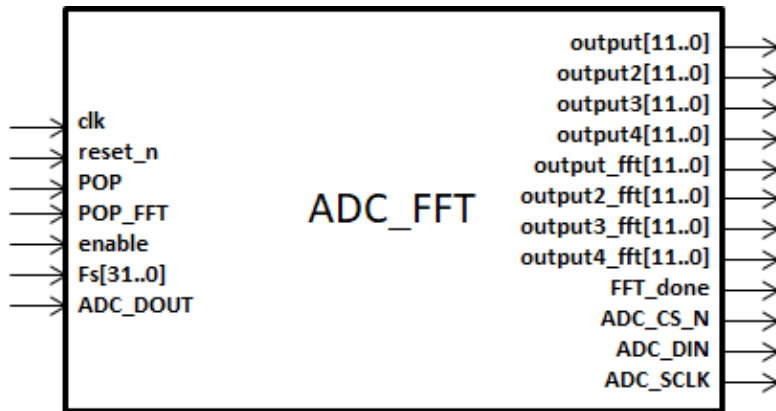 clk
reset_n
POP
POP_FFT
enable
Fs[31..0]
ADC_DOUT
ADC_FFT
output[11..0]
output2[11..0]
output3[11..0]
output4[11..0]
output_fft[11..0]
output2_fft[11..0]
output3_fft[11..0]
output4_fft[11..0]
FFT_done
ADC_CS_N
ADC_DIN
ADC_SCLK